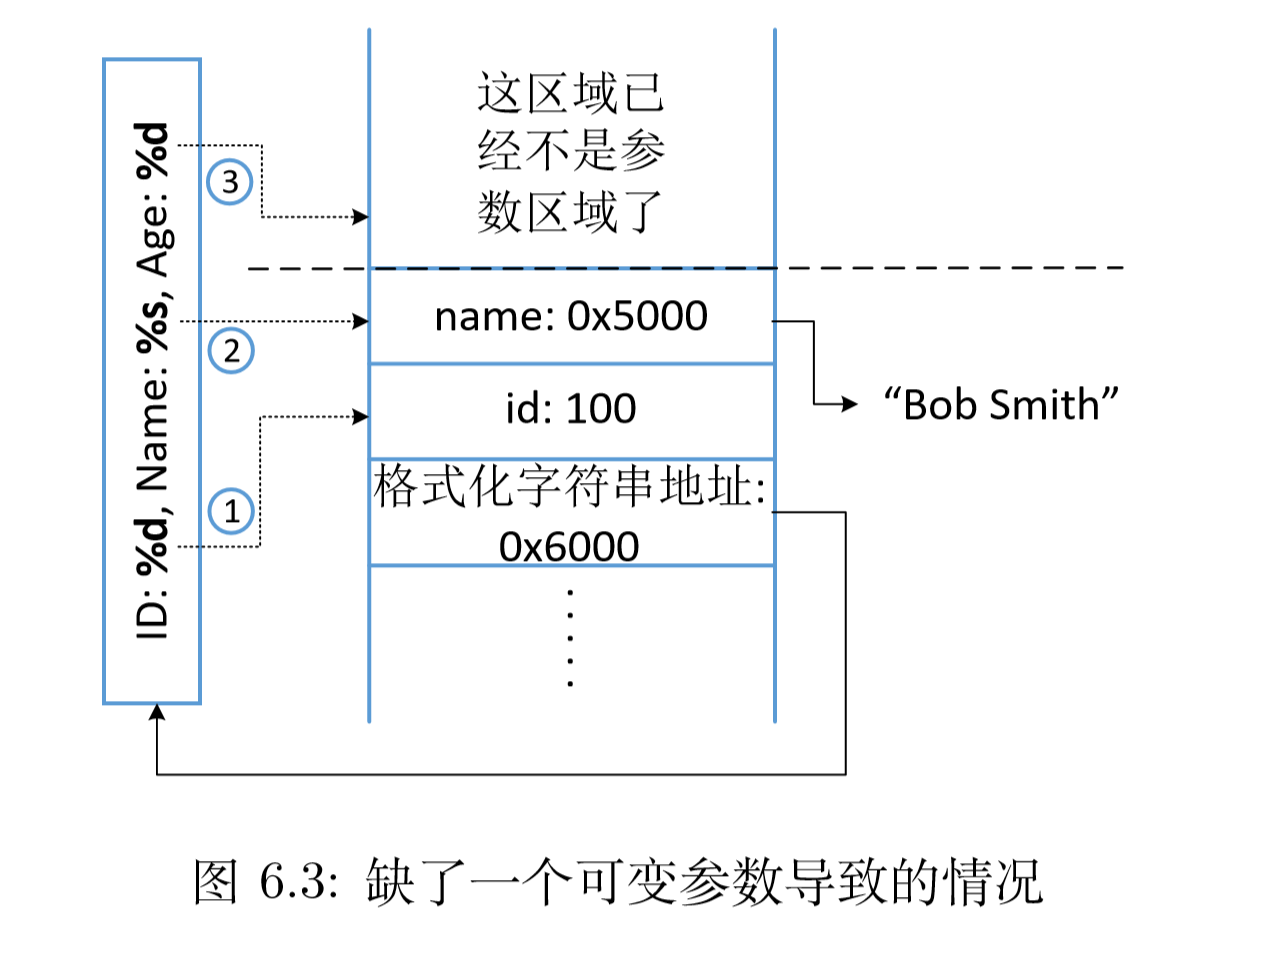 ID: %d, Name: %s, Age: %d
③
②
①
这区域已
经不是参
数区域了
name: 0x5000
id: 100
格式化字符串地址:
0x6000
“Bob Smith”
图 6.3: 缺了一个可变参数导致的情况